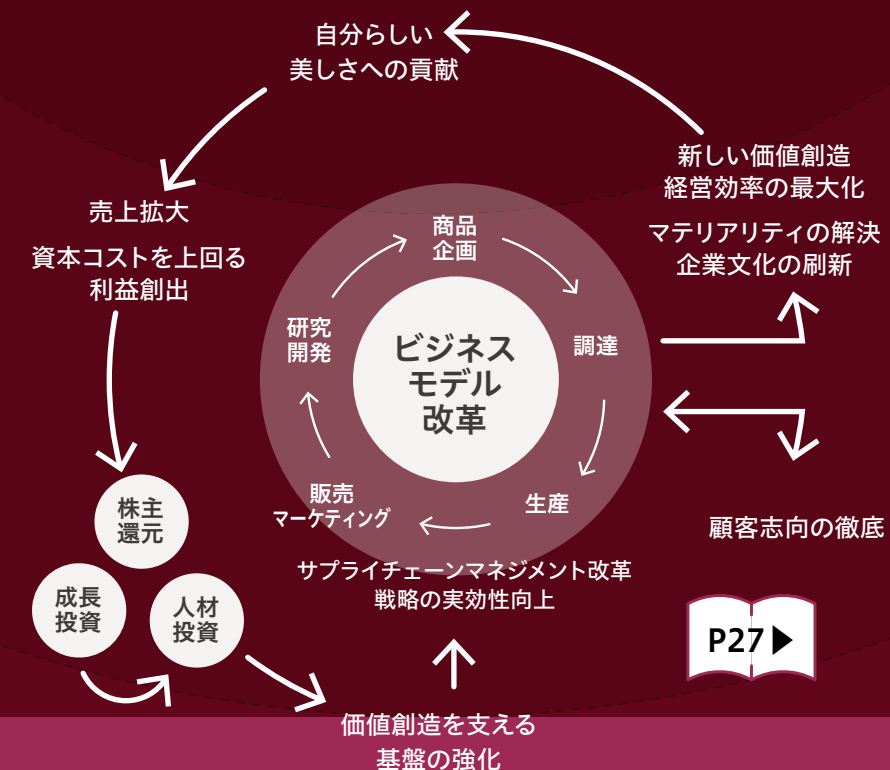 自分らしい
美しさへの貢献
新しい価値創造
経営効率の最大化
マテリアリティの解決
企業文化の刷新
売上拡大
資本コストを上回る
利益創出
商品
企画
研究
開発
調達
ビジネス
モデル
改革
販売
マーケティング
生産
サプライチェーンマネジメント改革
戦略の実効性向上
顧客志向の徹底
株主
還元
成長
投資
人材
投資
P27▶
価値創造を支える
基盤の強化